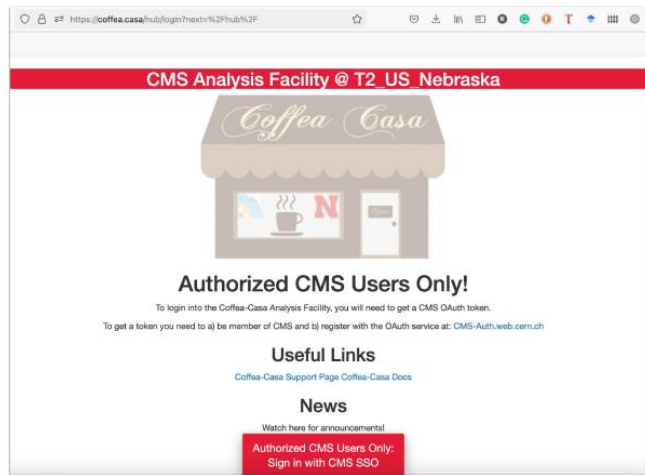 https://coffea.casa/hub/login?next=%2Fhub%2F
CMS Analysis Facility @ T2_US_Nebraska
Coffea Casa
N
Authorized CMS Users Only!
To login into the Coffea-Casa Analysis Facility, you will need to get a CMS OAuth token.
To get a token you need to a) be member of CMS and b) register with the OAuth service at: CMS-Auth.web.cern.ch
Useful Links
Coffea-Casa Support Page Coffea-Casa Docs
News
Watch here for announcements!
Authorized CMS Users Only:
Sign in with CMS SSO